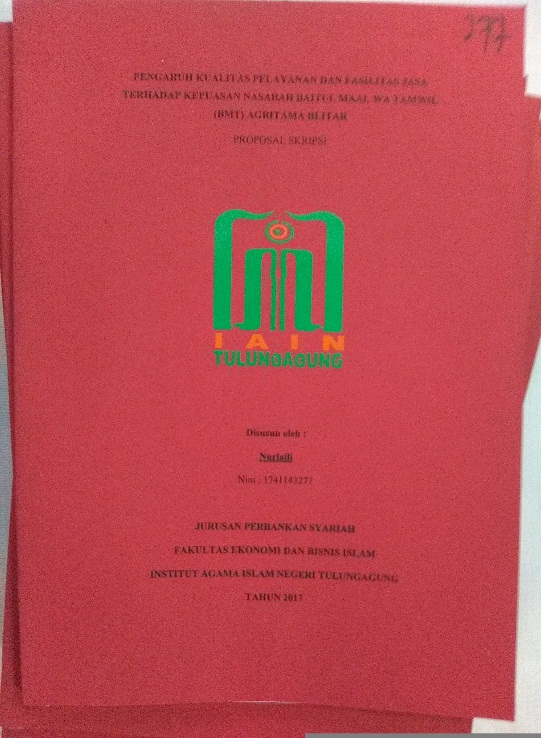 277
PENGARUH KUALITAS PELAYANAN DAN FASILITAS JASA
TERHADAP KEPUASAN NASABAH BAITUL MAAL WA TAMWIL
(BMT) AGRITAMA BLITAR
PROPOSAL SKRIPSI
IAIN
TULUNGAGUNG
Disusun oleh :
Nurlaili
Nim : 1741143277
JURUSAN PERBANKAN SYARIAH
FAKULTAS EKONOMI DAN BISNIS ISLAM
INSTITUT AGAMA ISLAM NEGERI TULUNGAGUNG
TAHUN 2017